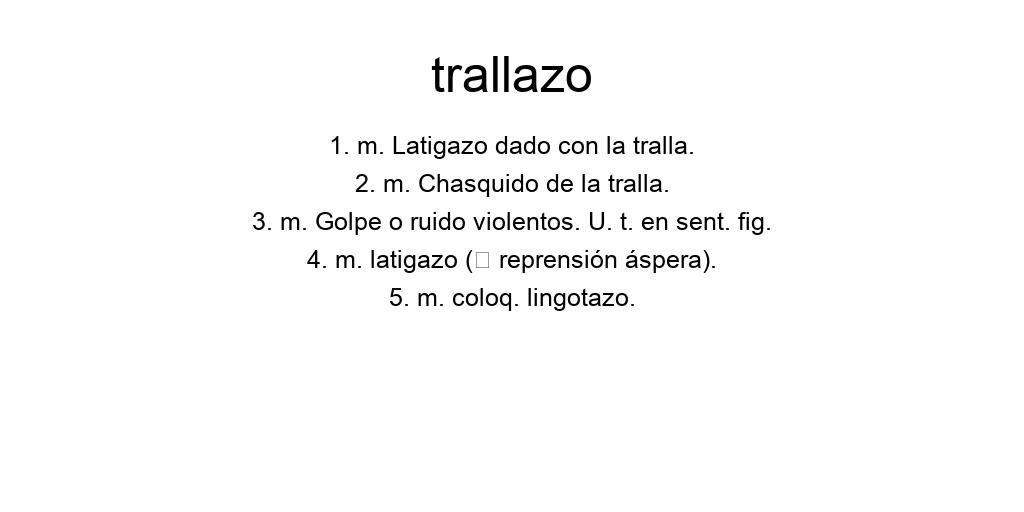 trallazo
1. m. Latigazo dado con la tralla.
2. m. Chasquido de la tralla.
3. m. Golpe o ruido violentos. U. t. en sent. fig.
4. m. latigazo (□ reprensión áspera).
5. m. coloq. lingotazo.